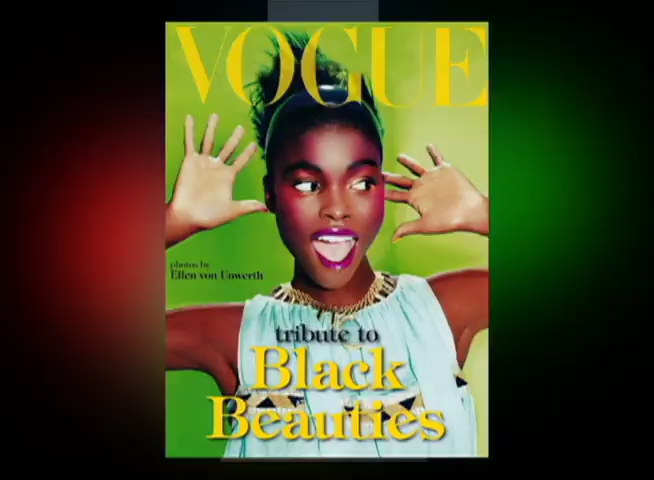 VOGUE
photos by
Ellen von Unwerth
tribute to
Black
Beauties